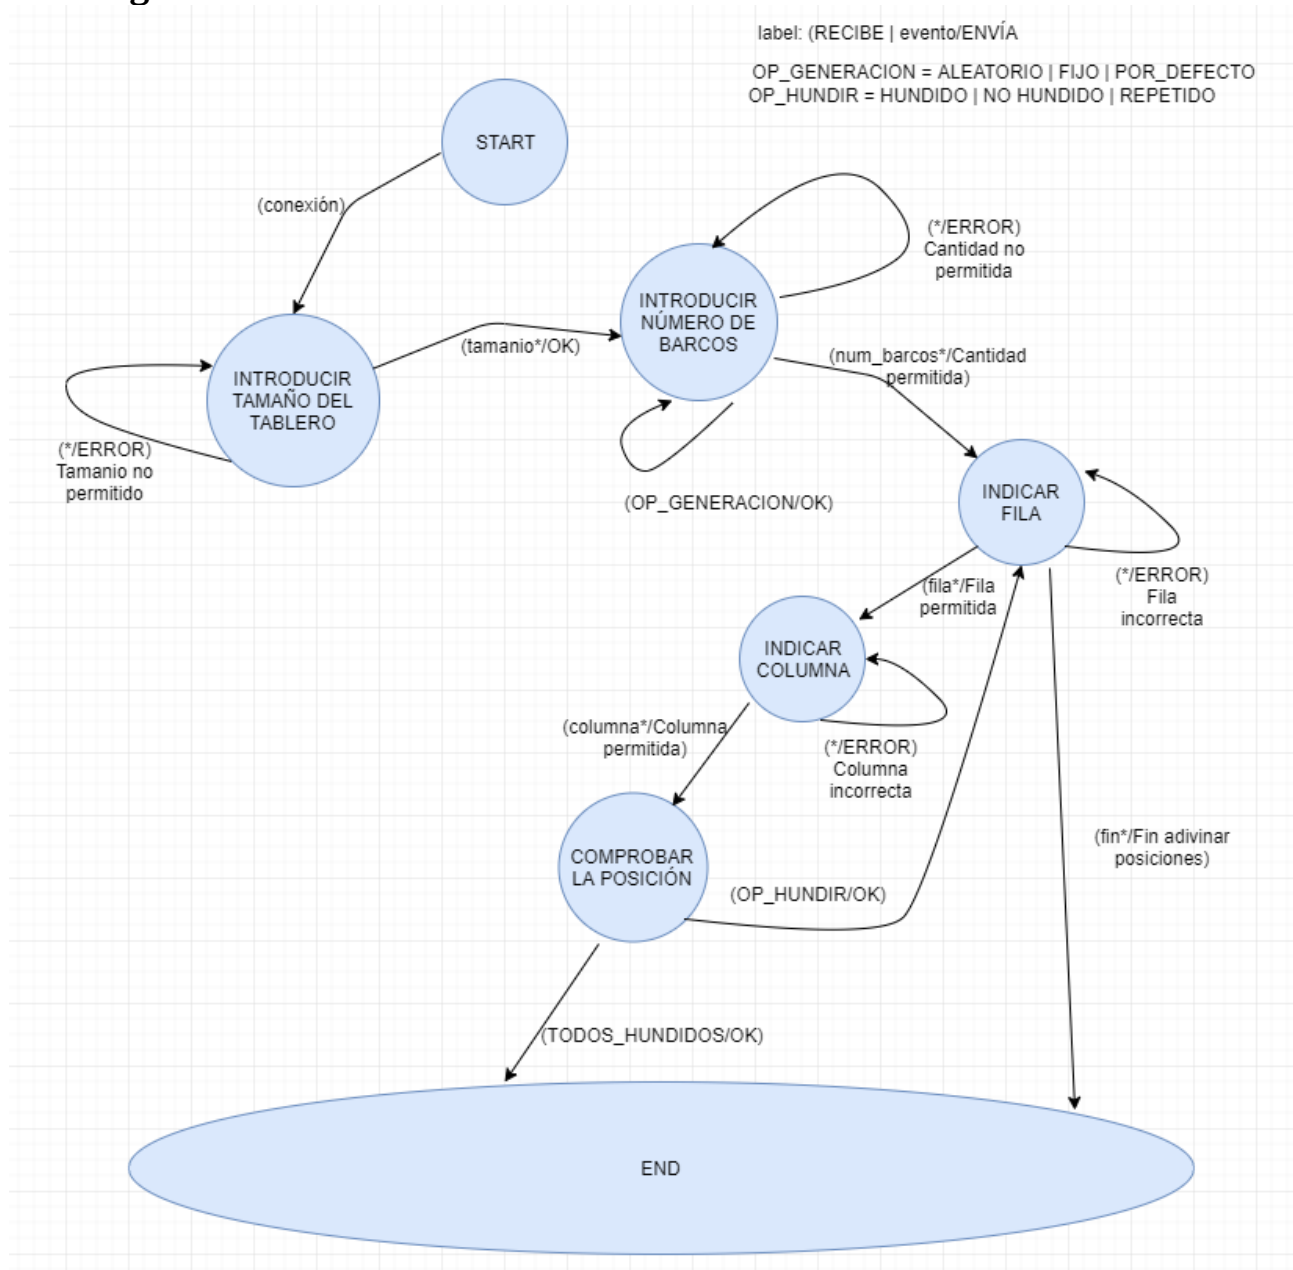 label: (RECIBE | evento/ENVÍA
OP_GENERACION = ALEATORIO | FIJO | POR_DEFECTO
OP_HUNDIR = HUNDIDO | NO HUNDIDO | REPETIDO
START
(conexión)
(*/ERROR)
Cantidad no
permitida
INTRODUCIR
NÚMERO DE
BARCOS
(tamanio*/OK)
(num_barcos*/Cantidad
permitida)
INTRODUCIR
TAMAÑO DEL
TABLERO
(*/ERROR)
Tamanio no
permitido
(OP_GENERACION/OK)
INDICAR
FILA
(*/ERROR)
Fila
incorrecta
(fila*/Fila
permitida
INDICAR
COLUMNA
(columna*/Columna
permitida)
(*/ERROR)
Columna
incorrecta
(fin*/Fin adivinar
posiciones)
COMPROBAR
LA POSICIÓN
(OP_HUNDIR/OK)
(TODOS_HUNDIDOS/OK)
END